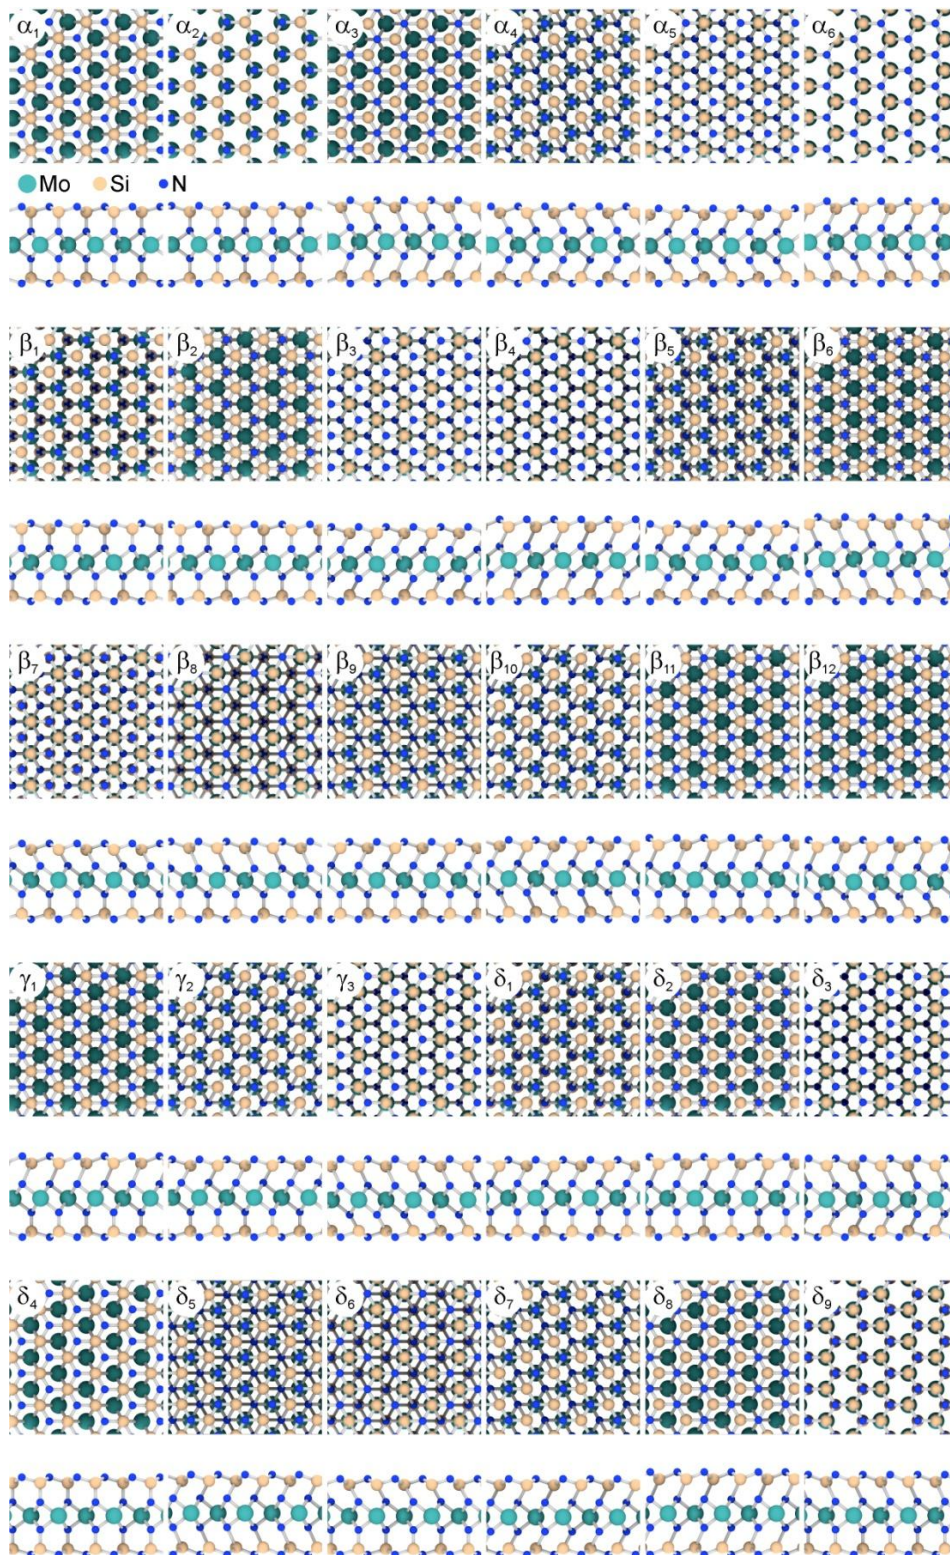 α1 α2 α3 α4 α5 α6
Mo Si N
β1 β2 β3 β4 β5 β6
β7 β8 β9 β10 β11 β12
γ1 γ2 γ3 δ1 δ2 δ3
δ4 δ5 δ6 δ7 δ8 δ9